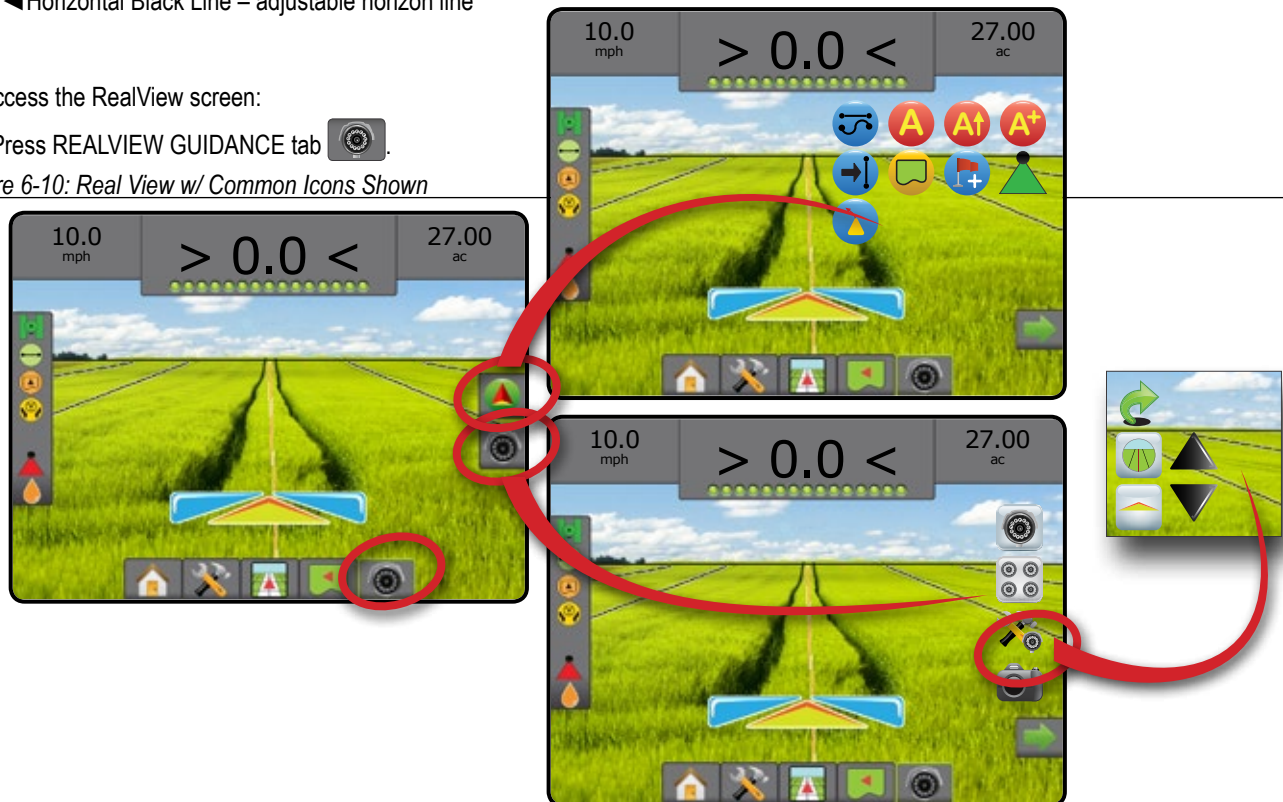 ◄Horizontal Black Line – adjustable horizon line
ccess the RealView screen:
Press REALVIEW GUIDANCE tab .
re 6-10: Real View w/ Common Icons Shown
10.0
mph
> 0.0 <
27.00
ac
A
A
A+
10.0
mph
> 0.0 <
27.00
ac
10.0
mph
> 0.0 <
27.00
ac